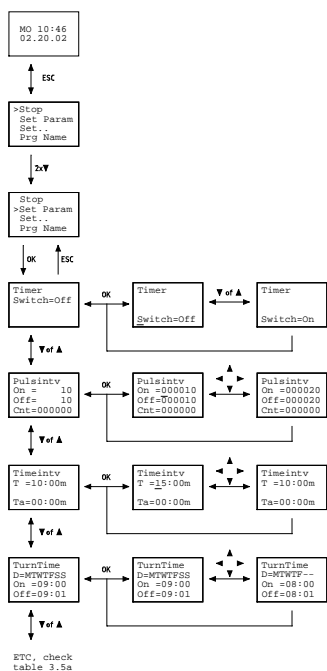 MO 10:46
02.20.02
ESC
>Stop
Set Param
Set..
Prg Name
2x▼
Stop
>Set Param
Set..
Prg Name
OK
ESC
Timer
Switch=Off
OK
Timer
Switch=Off
▼ of ▲
Timer
Switch=On
▼ of ▲
Pulsintv
On = 10
Off= 10
Cnt=000000
OK
Pulsintv
On =000010
Off=000010
Cnt=000000
Pulsintv
On =000020
Off=000020
Cnt=000000
▼ of ▲
Timeintv
T =10:00m
Ta=00:00m
OK
Timeintv
T =15:00m
Ta=00:00m
Timeintv
T =10:00m
Ta=00:00m
▼ of ▲
TurnTime
D=MTWTFSS
On =09:00
Off=09:01
OK
TurnTime
D=MTWTFSS
On =09:00
Off=09:01
TurnTime
D=MTWTF--
On =08:00
Off=08:01
▼ of ▲
ETC, check
table 3.5a